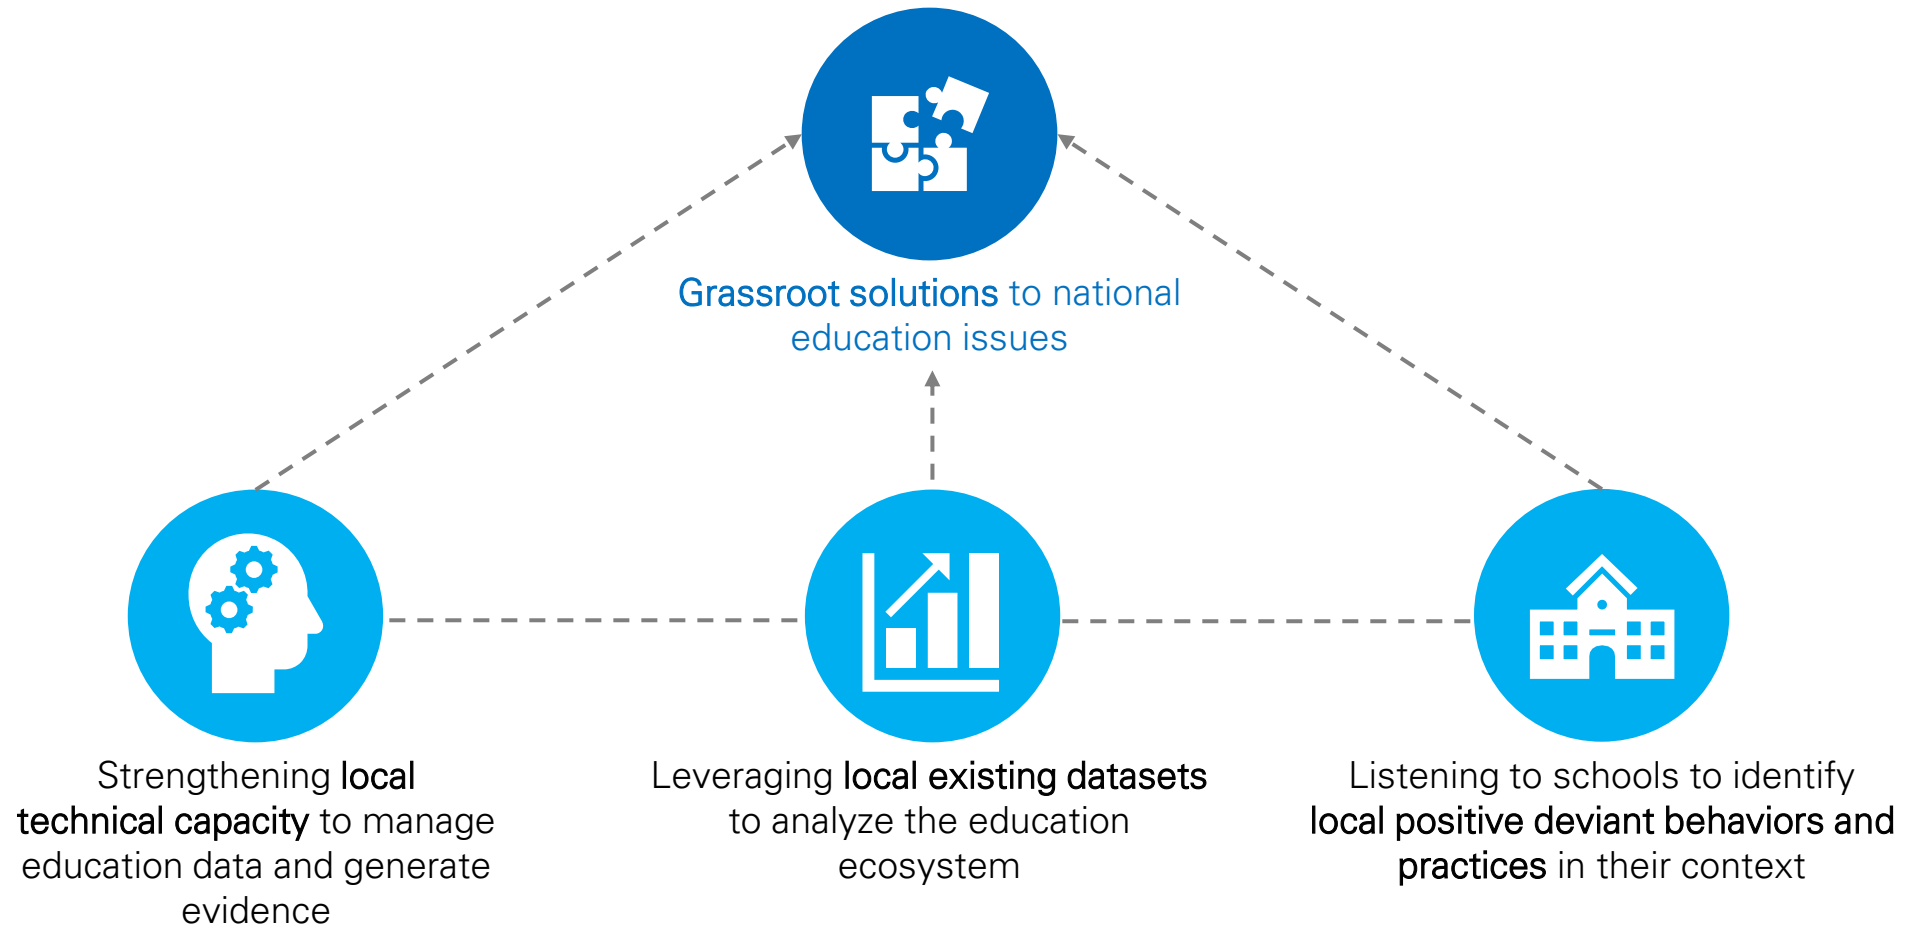 Grassroot solutions to national
education issues
Strengthening local
technical capacity to manage
education data and generate
evidence
Leveraging local existing datasets
to analyze the education
ecosystem
Listening to schools to identify
local positive deviant behaviors and
practices in their context